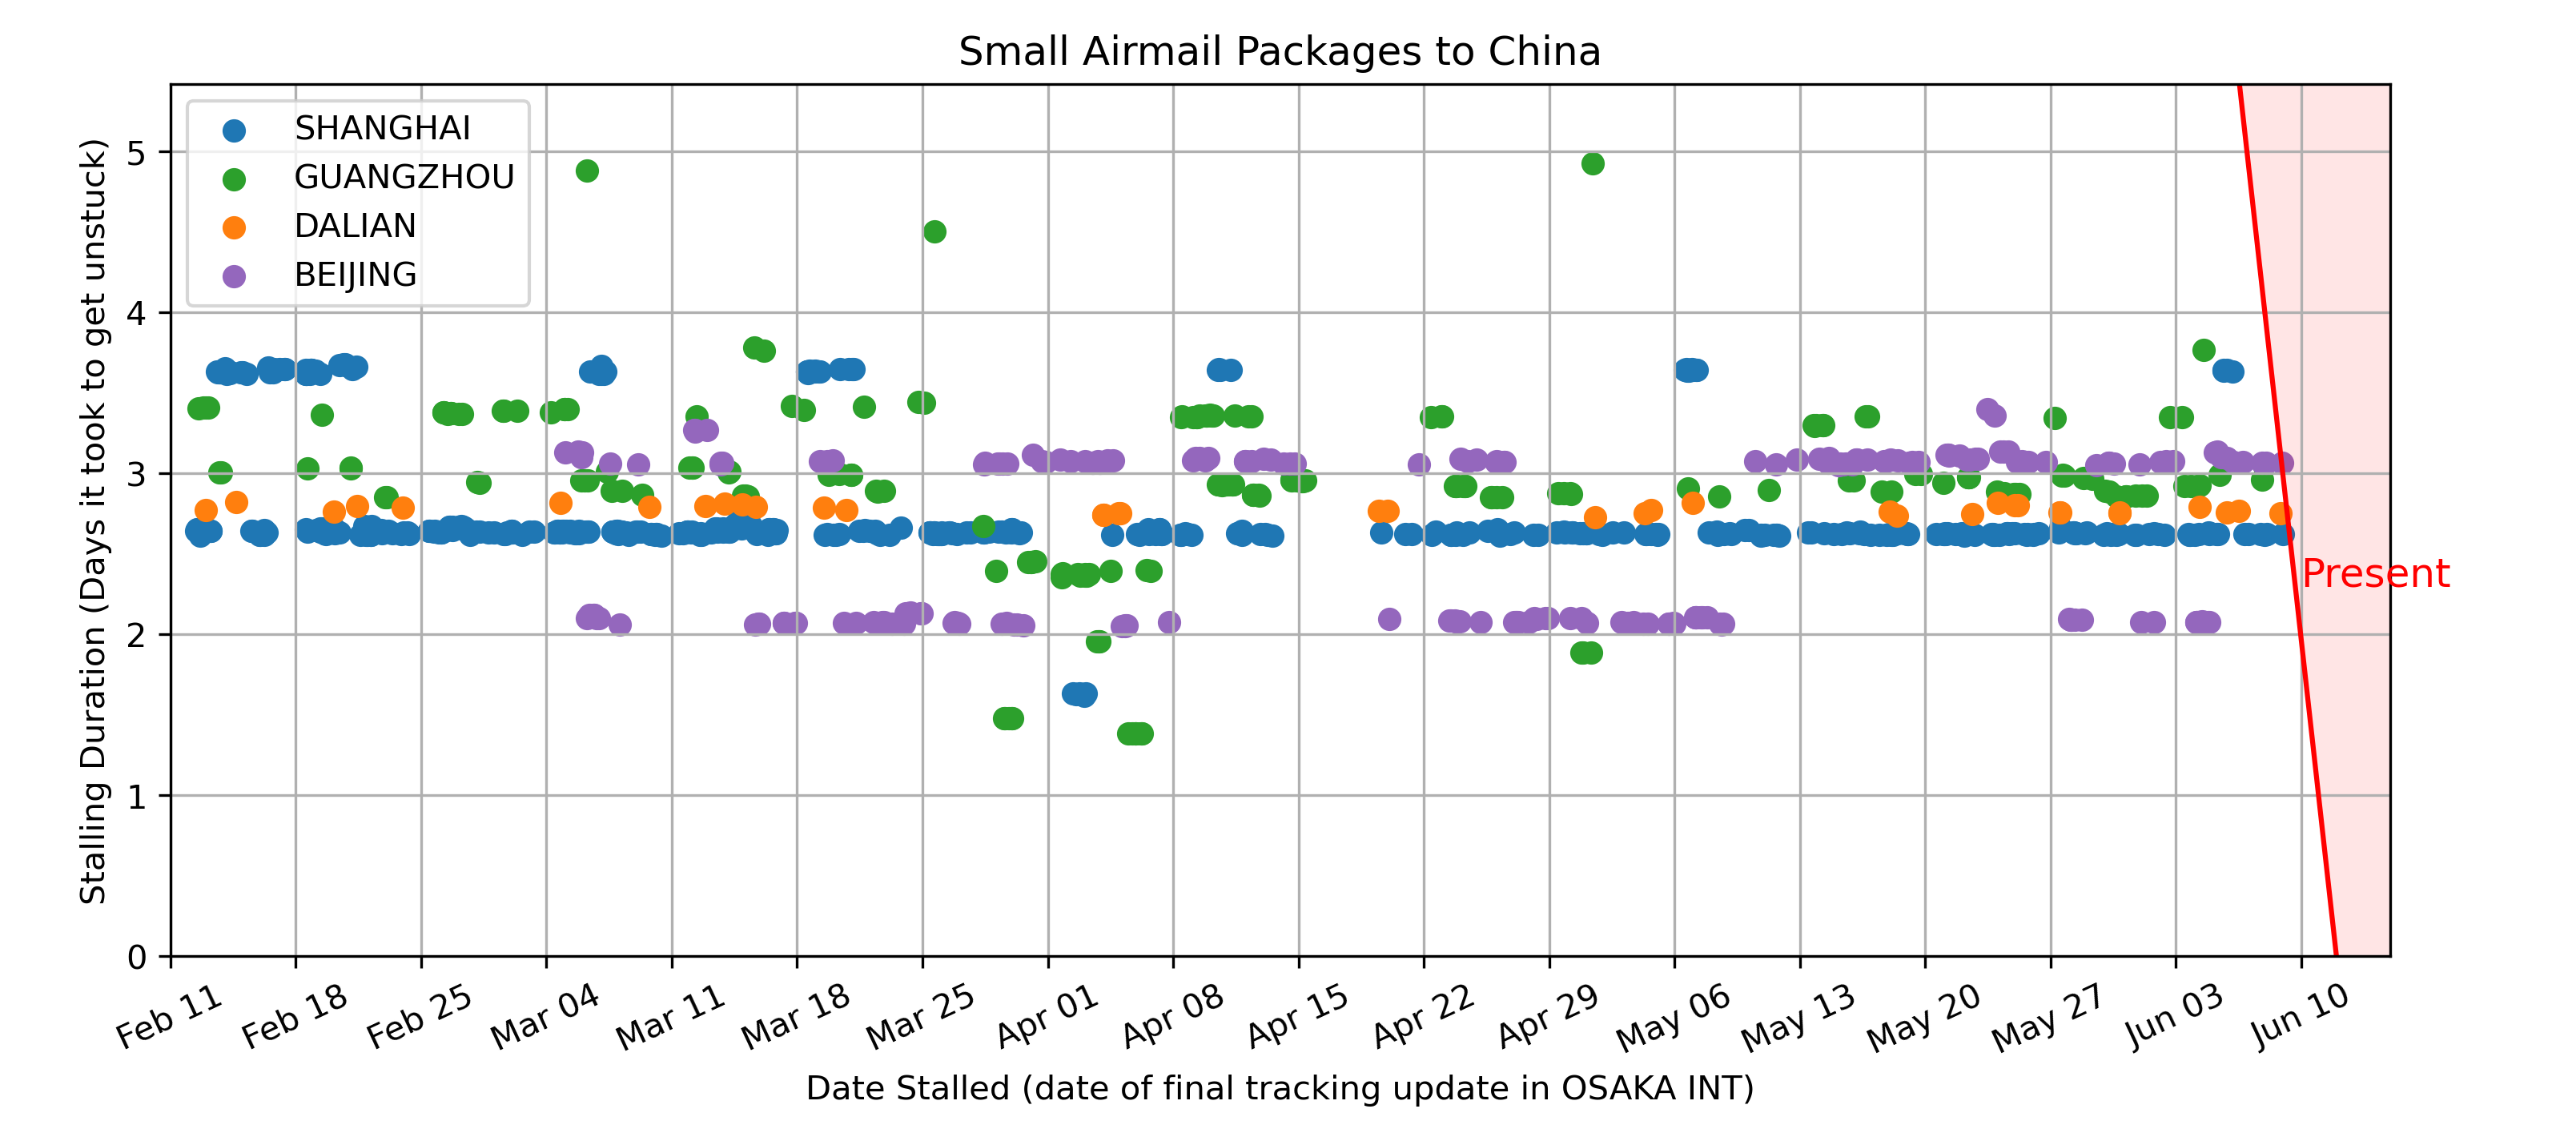 Small Airmail Packages to China
SHANGHAI
GUANGZHOU
DALIAN
BEIJING
Stalling Duration (Days it took to get unstuck)
5
4
3
2
1
0
Present
Feb 11
Feb 18
Feb 25
Mar 04
Mar 11
Mar 18
Mar 25
Apr 01
Apr 08
Apr 15
Apr 22
Apr 29
May 06
May 13
May 20
May 27
Jun 03
Jun 10
Date Stalled (date of final tracking update in OSAKA INT)